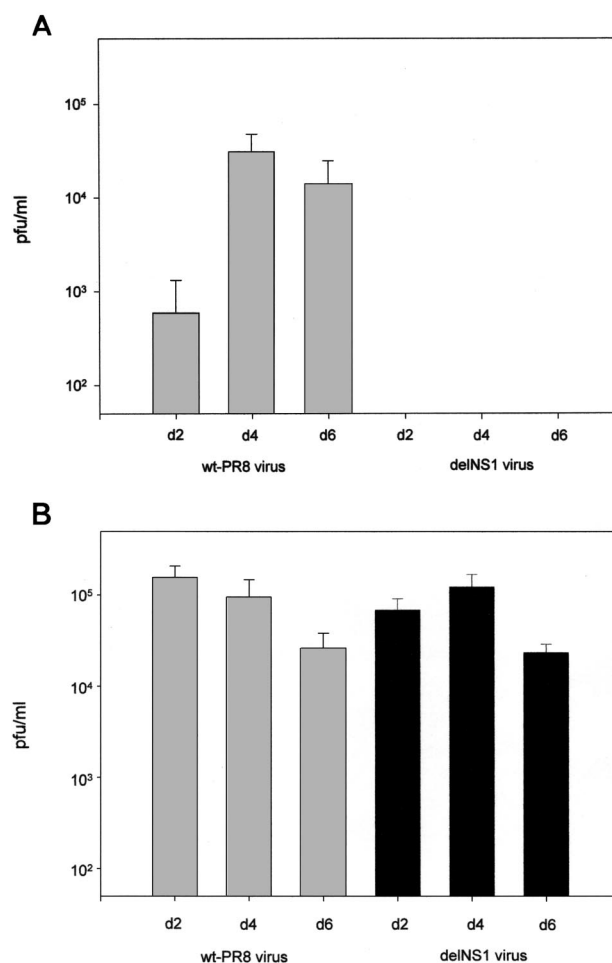 A
10⁵
10⁴
10³
10²
pfu/ml
d2 d4 d6 d2 d4 d6
wt-PR8 virus delNS1 virus
B
10⁵
10⁴
10³
10²
pfu/ml
d2 d4 d6 d2 d4 d6
wt-PR8 virus delNS1 virus